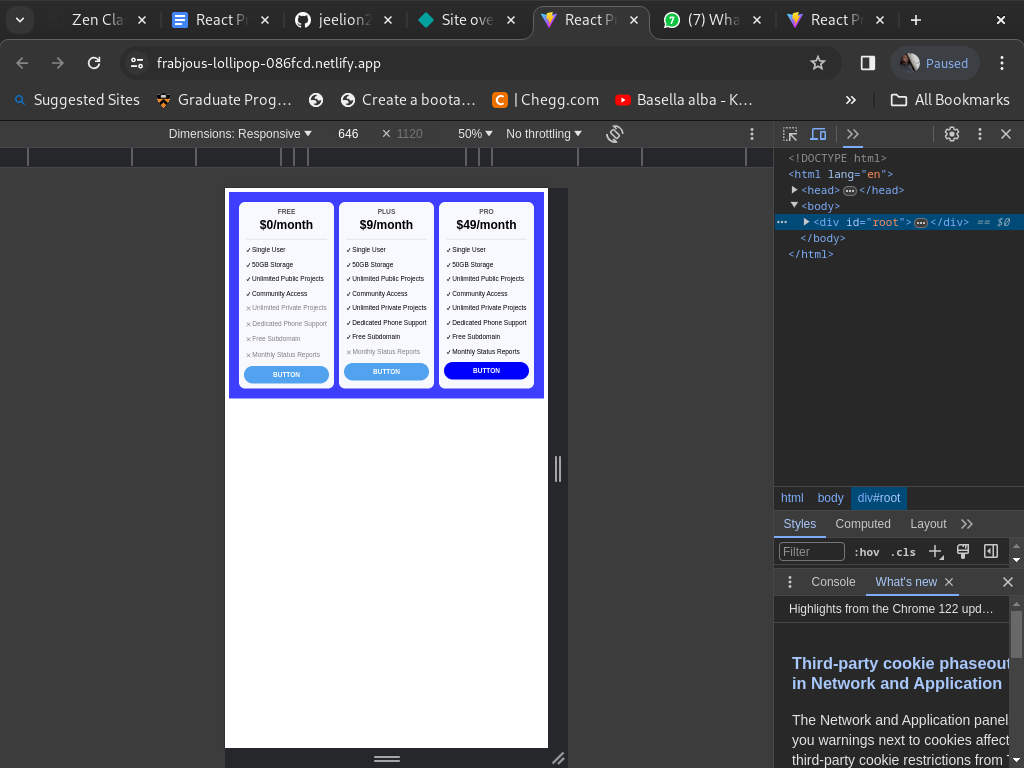 Zen Cla
React P
jeelion2
Site ove
React P
(7) Wha
React P
frabjous-lollipop-086fcd.netlify.app
Paused
Suggested Sites
Graduate Prog…
Create a boota…
| Chegg.com
Basella alba - K…
All Bookmarks
Dimensions: Responsive 646 × 1120 50% No throttling
FREE
$0/month
✓ Single User
✓ 50GB Storage
✓ Unlimited Public Projects
✓ Community Access
× Unlimited Private Projects
× Dedicated Phone Support
× Free Subdomain
× Monthly Status Reports
BUTTON
PLUS
$9/month
✓ Single User
✓ 50GB Storage
✓ Unlimited Public Projects
✓ Community Access
✓ Unlimited Private Projects
✓ Dedicated Phone Support
✓ Free Subdomain
× Monthly Status Reports
BUTTON
PRO
$49/month
✓ Single User
✓ 50GB Storage
✓ Unlimited Public Projects
✓ Community Access
✓ Unlimited Private Projects
✓ Dedicated Phone Support
✓ Free Subdomain
✓ Monthly Status Reports
BUTTON
<!DOCTYPE html>
<html lang="en">
<head> … </head>
<body>
<div id="root"> … </div> == $0
</body>
</html>
html body div#root
Styles Computed Layout
Filter :hov .cls
Console What's new
Highlights from the Chrome 122 upd…
Third-party cookie phaseout
in Network and Application
The Network and Application panel
you warnings next to cookies affect
third-party cookie restrictions from